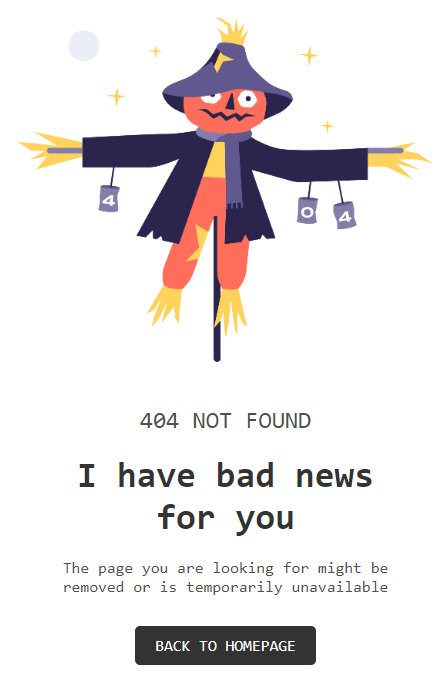 4
0
4
404 NOT FOUND
I have bad news
for you
The page you are looking for might be
removed or is temporarily unavailable
BACK TO HOMEPAGE